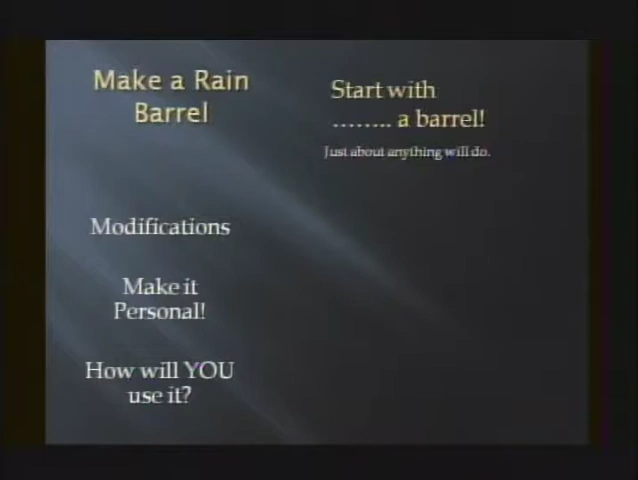 Make a Rain
Barrel
Modifications
Make it
Personal!
How will YOU
use it?
Start with
........ a barrel!
Just about anything will do.